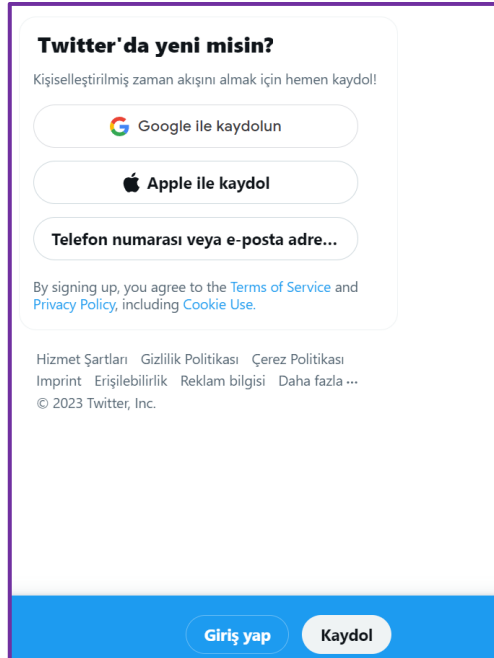 Twitter'da yeni misin?
Kişiselleştirilmiş zaman akışını almak için hemen kaydol!
Google ile kaydolun
Apple ile kaydol
Telefon numarası veya e-posta adre...
By signing up, you agree to the Terms of Service and
Privacy Policy, including Cookie Use.
Hizmet Şartları Gizlilik Politikası Çerez Politikası
Imprint Erişilebilirlik Reklam bilgisi Daha fazla ···
© 2023 Twitter, Inc.
Giriş yap Kaydol